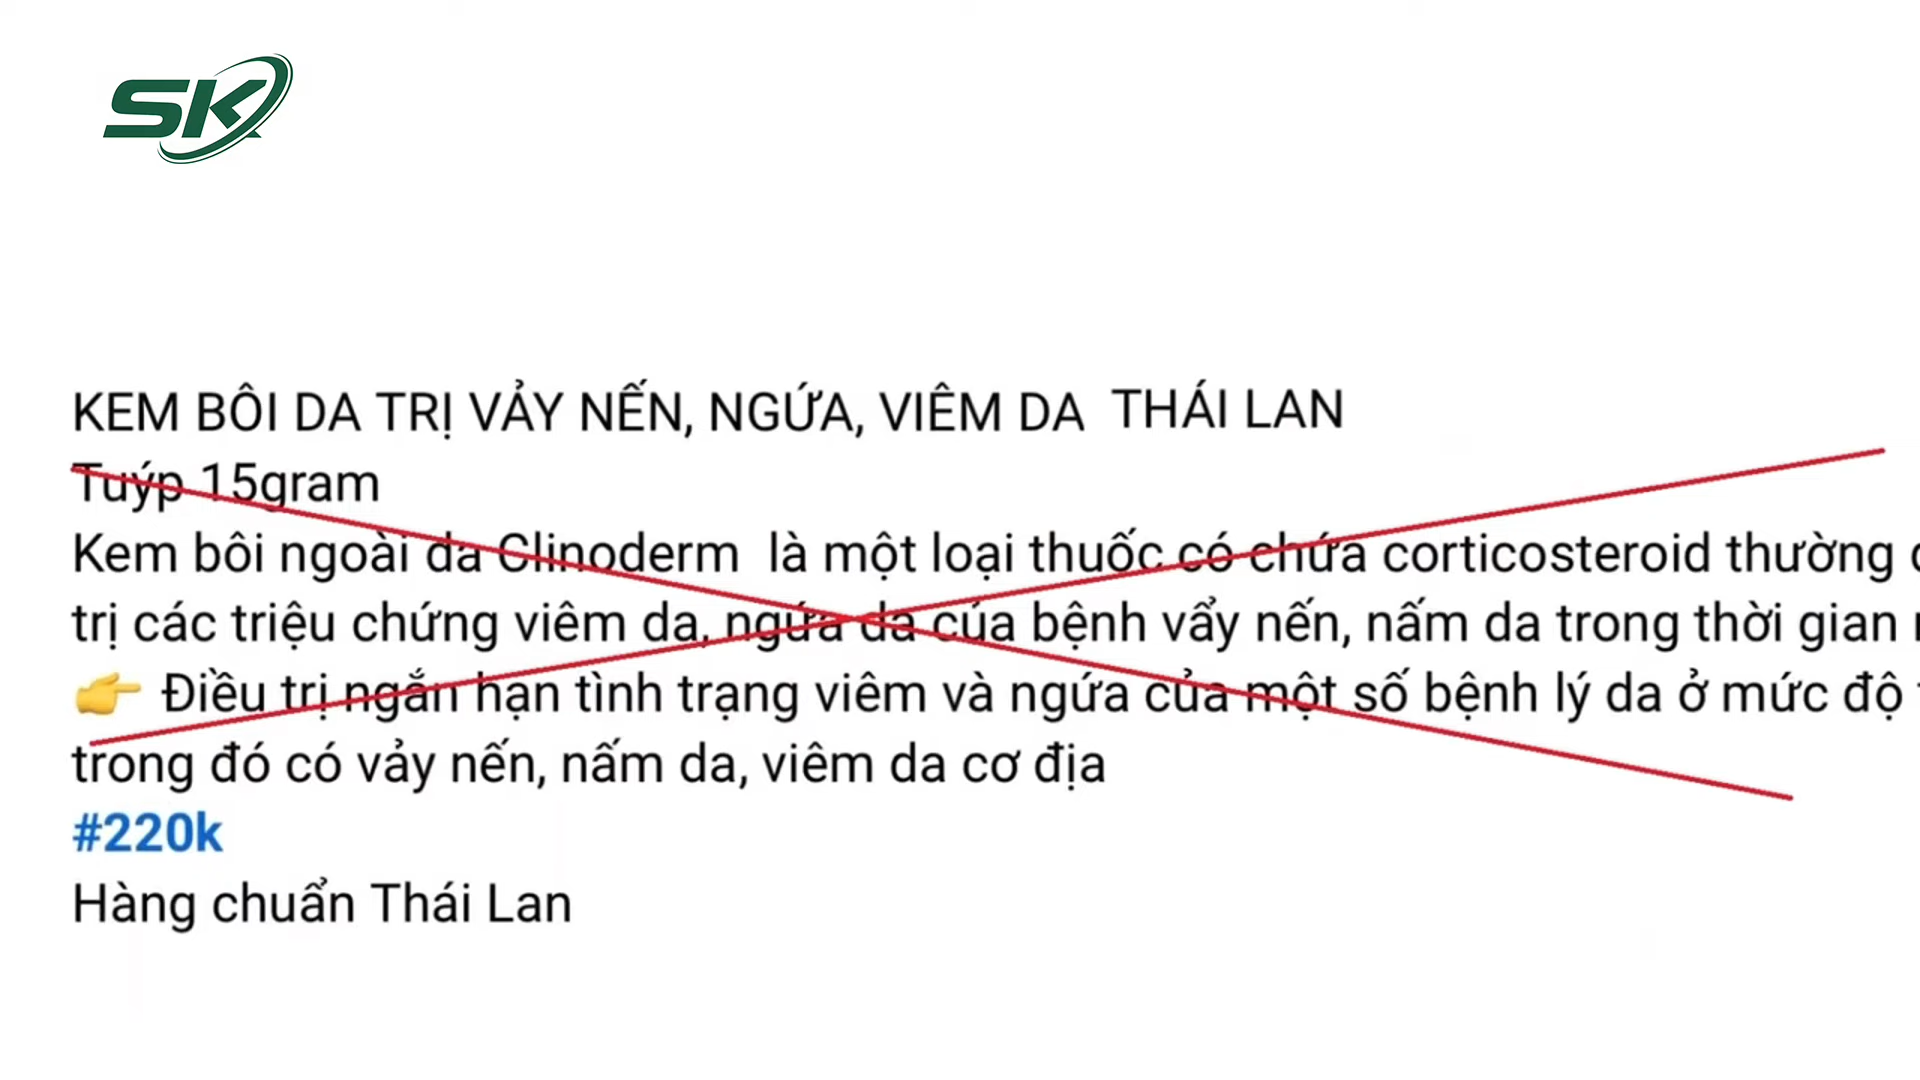 SK
KEM BÔI DA TRỊ VẢY NẾN, NGỨA, VIÊM DA THÁI LAN
Tuýp 15gram
Kem bôi ngoài da Clinoderm là một loại thuốc có chứa corticosteroid thường
trị các triệu chứng viêm da, ngứa da của bệnh vẩy nến, nấm da trong thời gian
👉 Điều trị ngắn hạn tình trạng viêm và ngứa của một số bệnh lý da ở mức độ
trong đó có vảy nến, nấm da, viêm da cơ địa
#220k
Hàng chuẩn Thái Lan